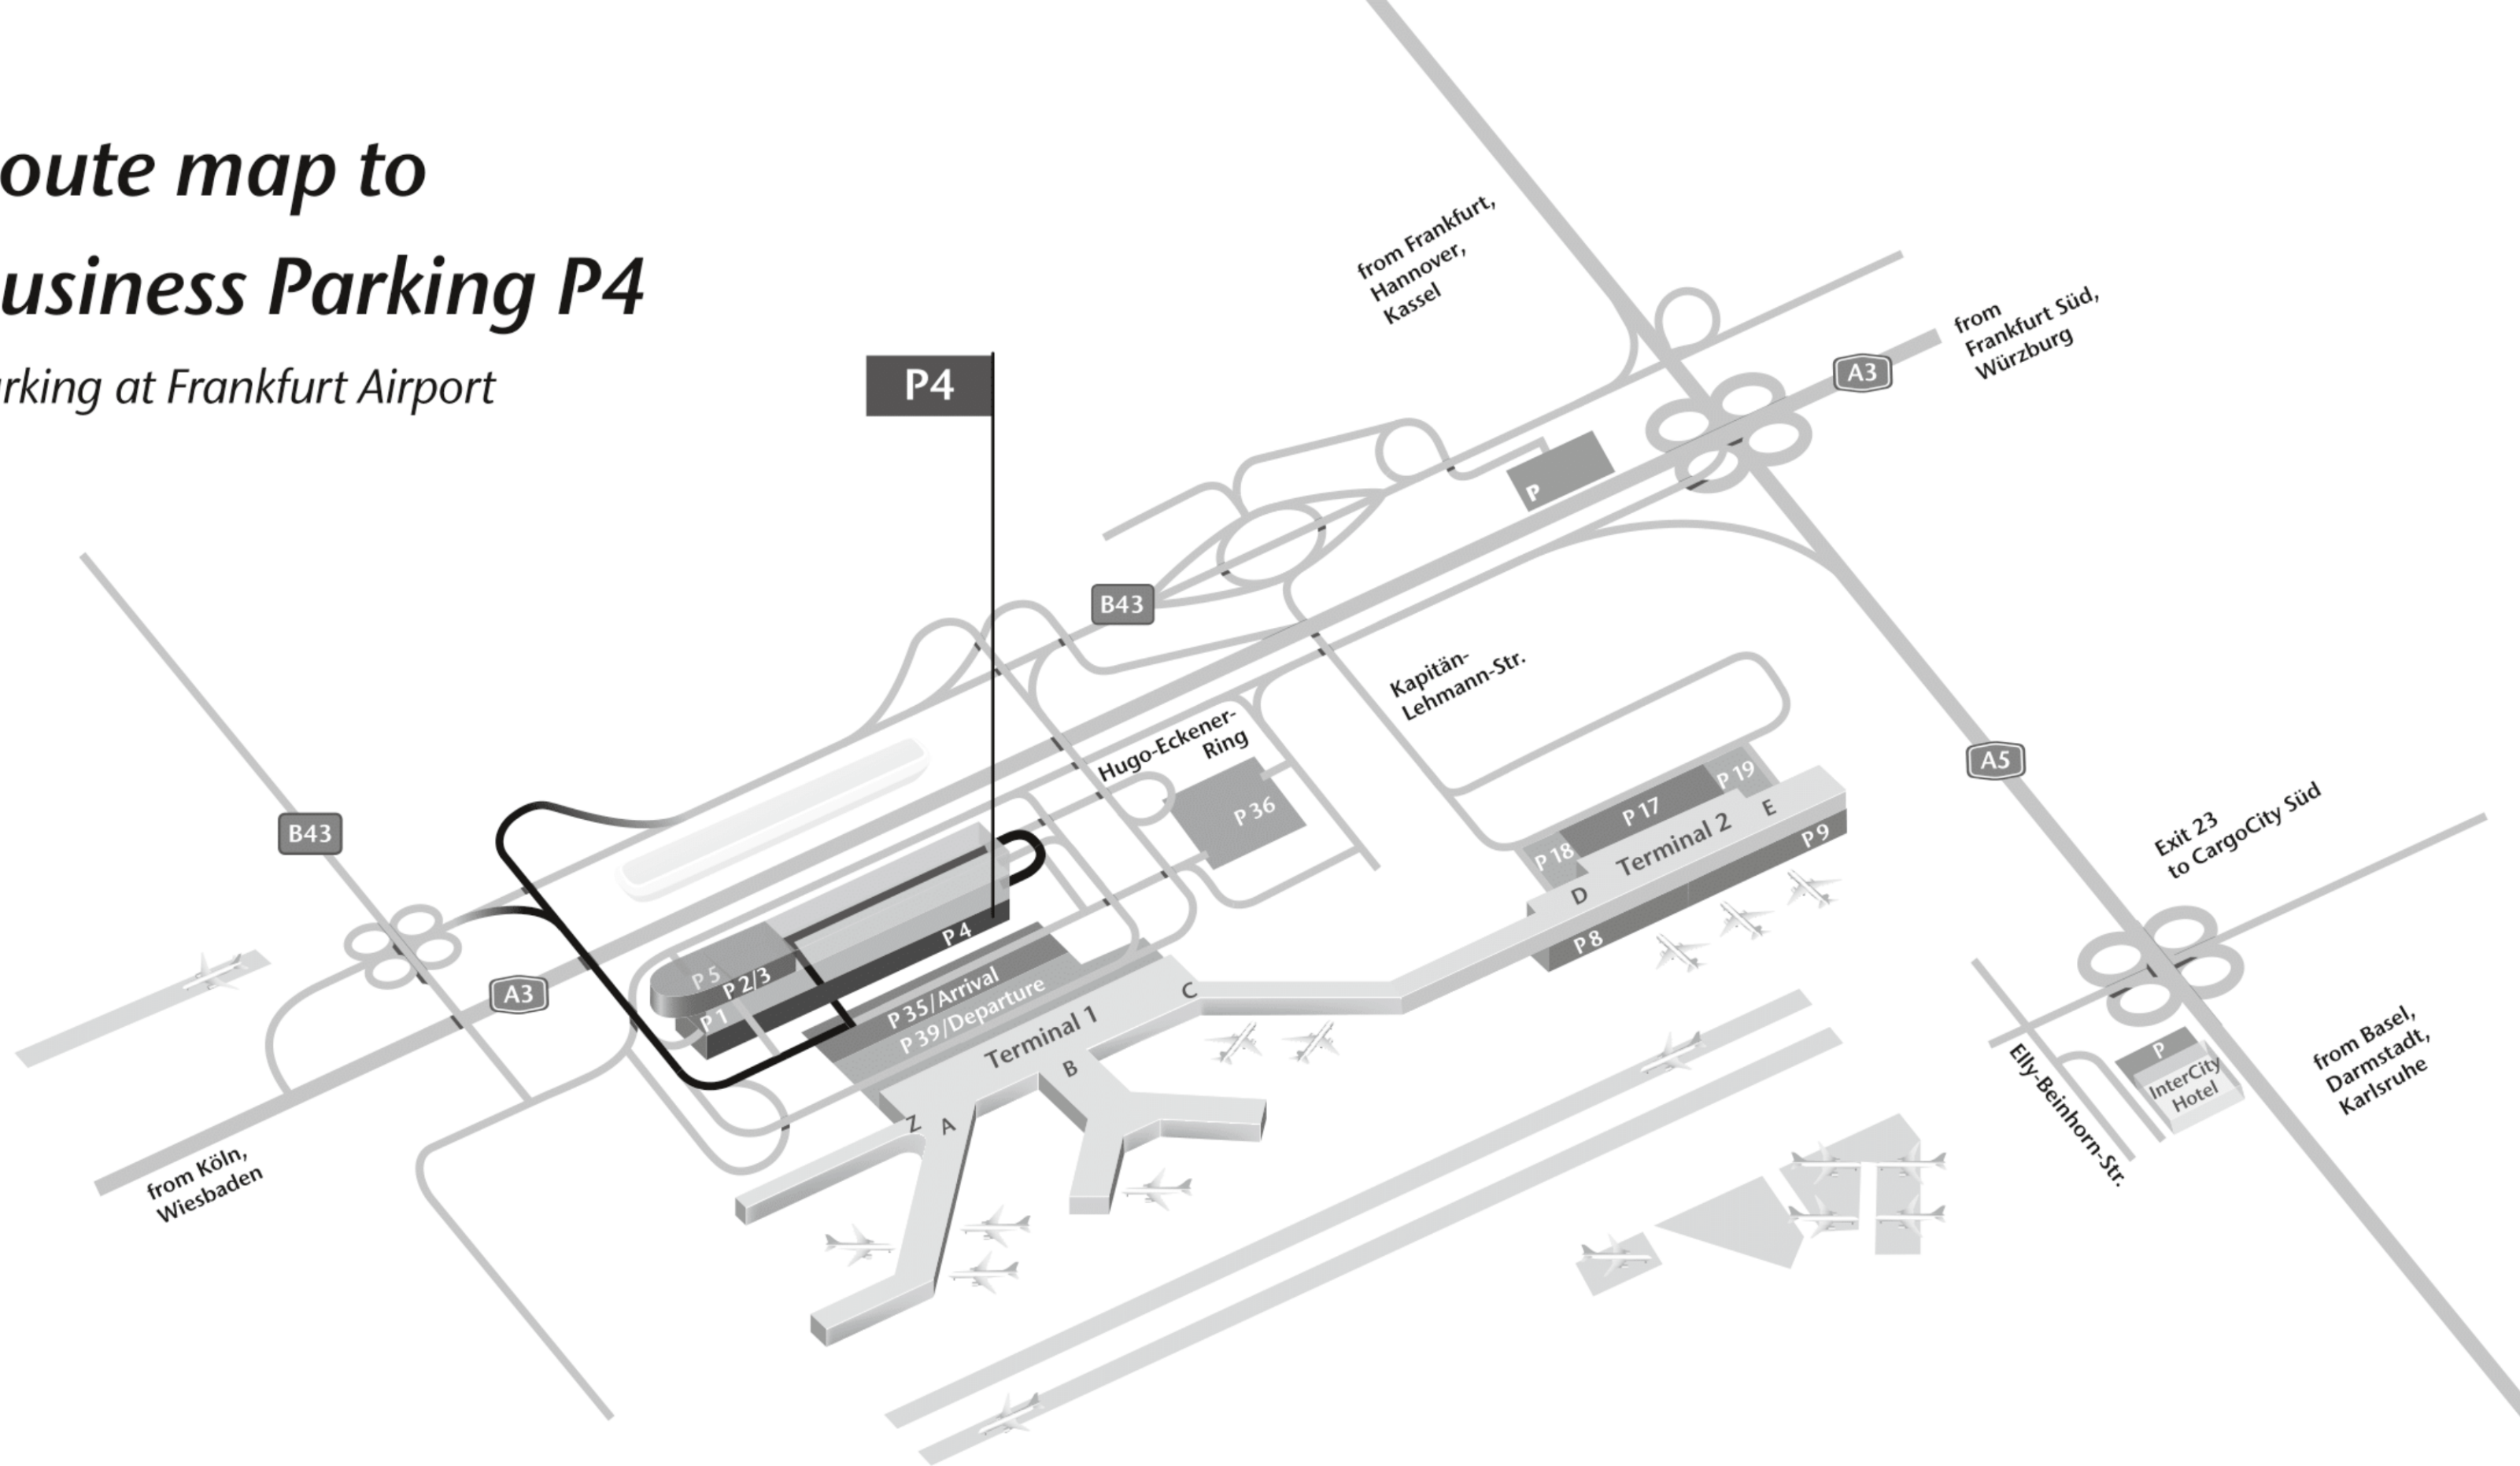 oute map to
usiness Parking P4
rking at Frankfurt Airport
P4
from Frankfurt,
Hannover,
Kassel
from
Frankfurt Süd,
Würzburg
A3
P
B43
Kapitän-
Lehmann-Str.
Hugo-Eckener-
Ring
P 36
A5
Exit 23
to CargoCity Süd
B43
A3
P 19
P 17
P 18
Terminal 2
E
D
P 9
P 8
P 4
P 5
P 2/3
P 1
P 35/Arrival
P 39/Departure
Terminal 1
C
B
Z
A
from Köln,
Wiesbaden
Elly-Beinhorn-Str.
P
InterCity
Hotel
from Basel,
Darmstadt,
Karlsruhe